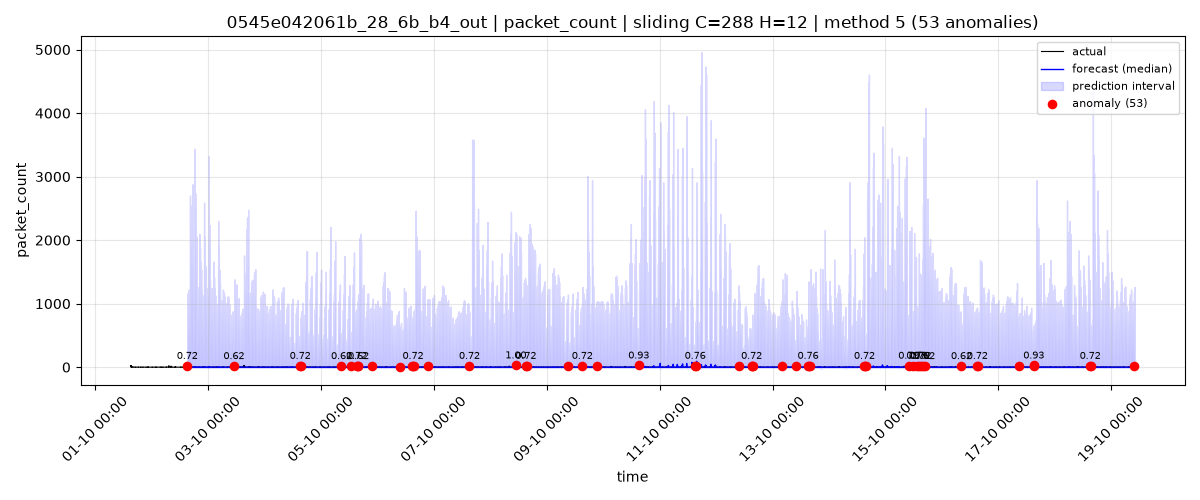 0545e042061b_28_6b_b4_out | packet_count | sliding C=288 H=12 | method 5 (53 anomalies)
actual
forecast (median)
prediction interval
anomaly (53)
packet_count
5000
4000
3000
2000
1000
0
0.72 0.62 0.72 0.72 0.72 0.72 0.72 0.93 0.76 0.72 0.76 0.72 0.72 0.93 0.72
01-10 00:00 03-10 00:00 05-10 00:00 07-10 00:00 09-10 00:00 11-10 00:00 13-10 00:00 15-10 00:00 17-10 00:00 19-10 00:00
time